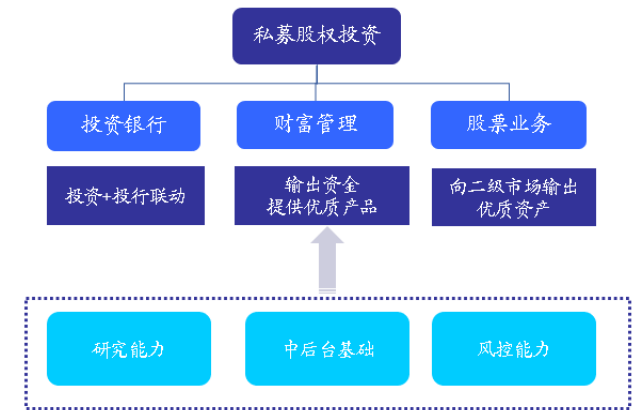 私募股权投资
投资银行
财富管理
股票业务
投资+投行联动
输出资金
提供优质产品
向二级市场输出
优质资产
研究能力
中后台基础
风控能力